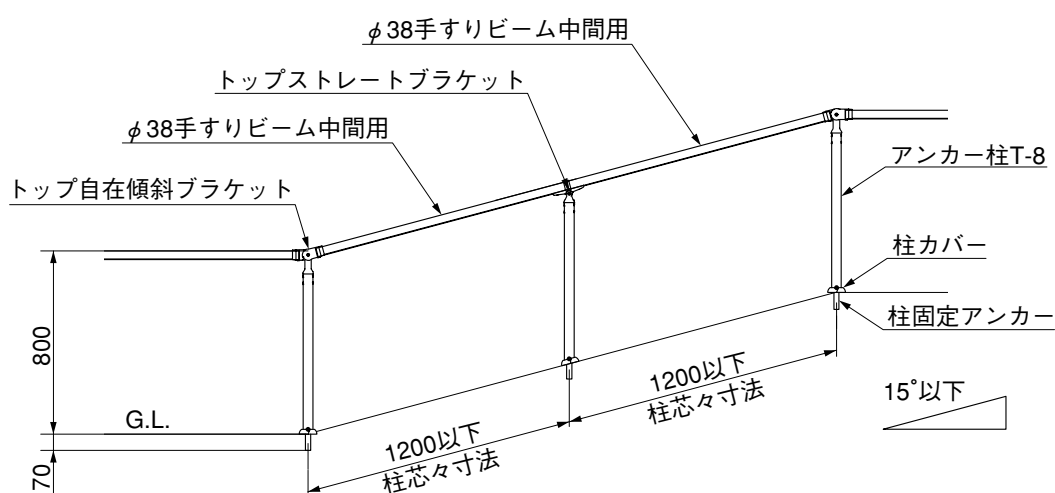 φ38手すりビーム中間用
トップストレートブラケット
φ38手すりビーム中間用
アンカー柱T-8
トップ自在傾斜ブラケット
柱カバー
柱固定アンカー
800
1200以下
柱芯々寸法
15°以下
G.L.
1200以下
柱芯々寸法
70